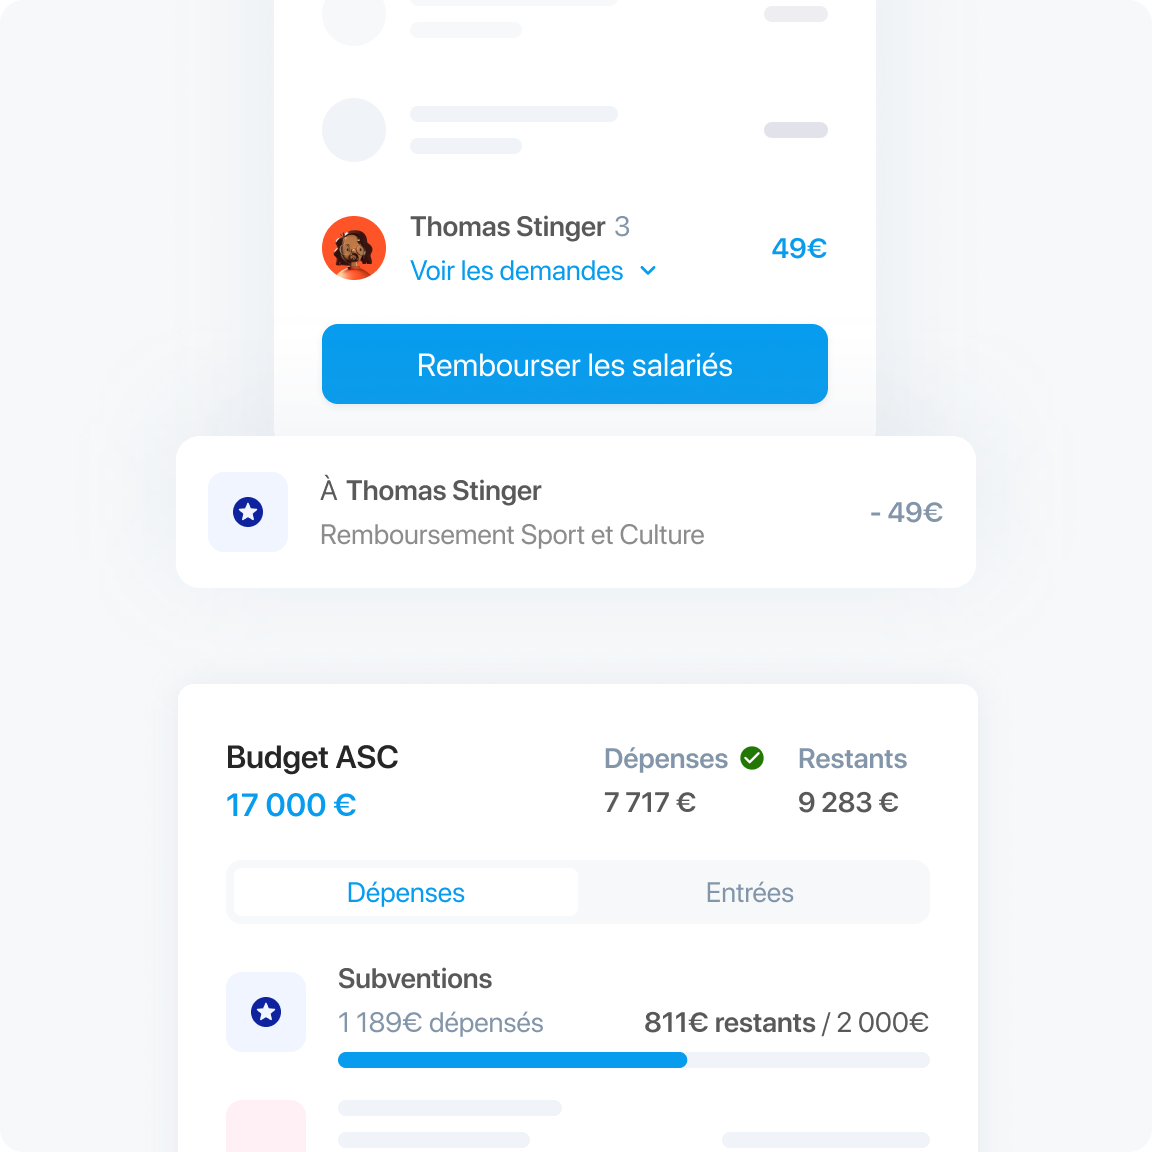 Thomas Stinger 3
Voir les demandes
49€
Rembourser les salariés
À Thomas Stinger
Remboursement Sport et Culture
- 49€
Budget ASC
17 000 €
Dépenses
7 717 €
Restants
9 283 €
Dépenses
Entrées
Subventions
1 189€ dépensés
811€ restants / 2 000€